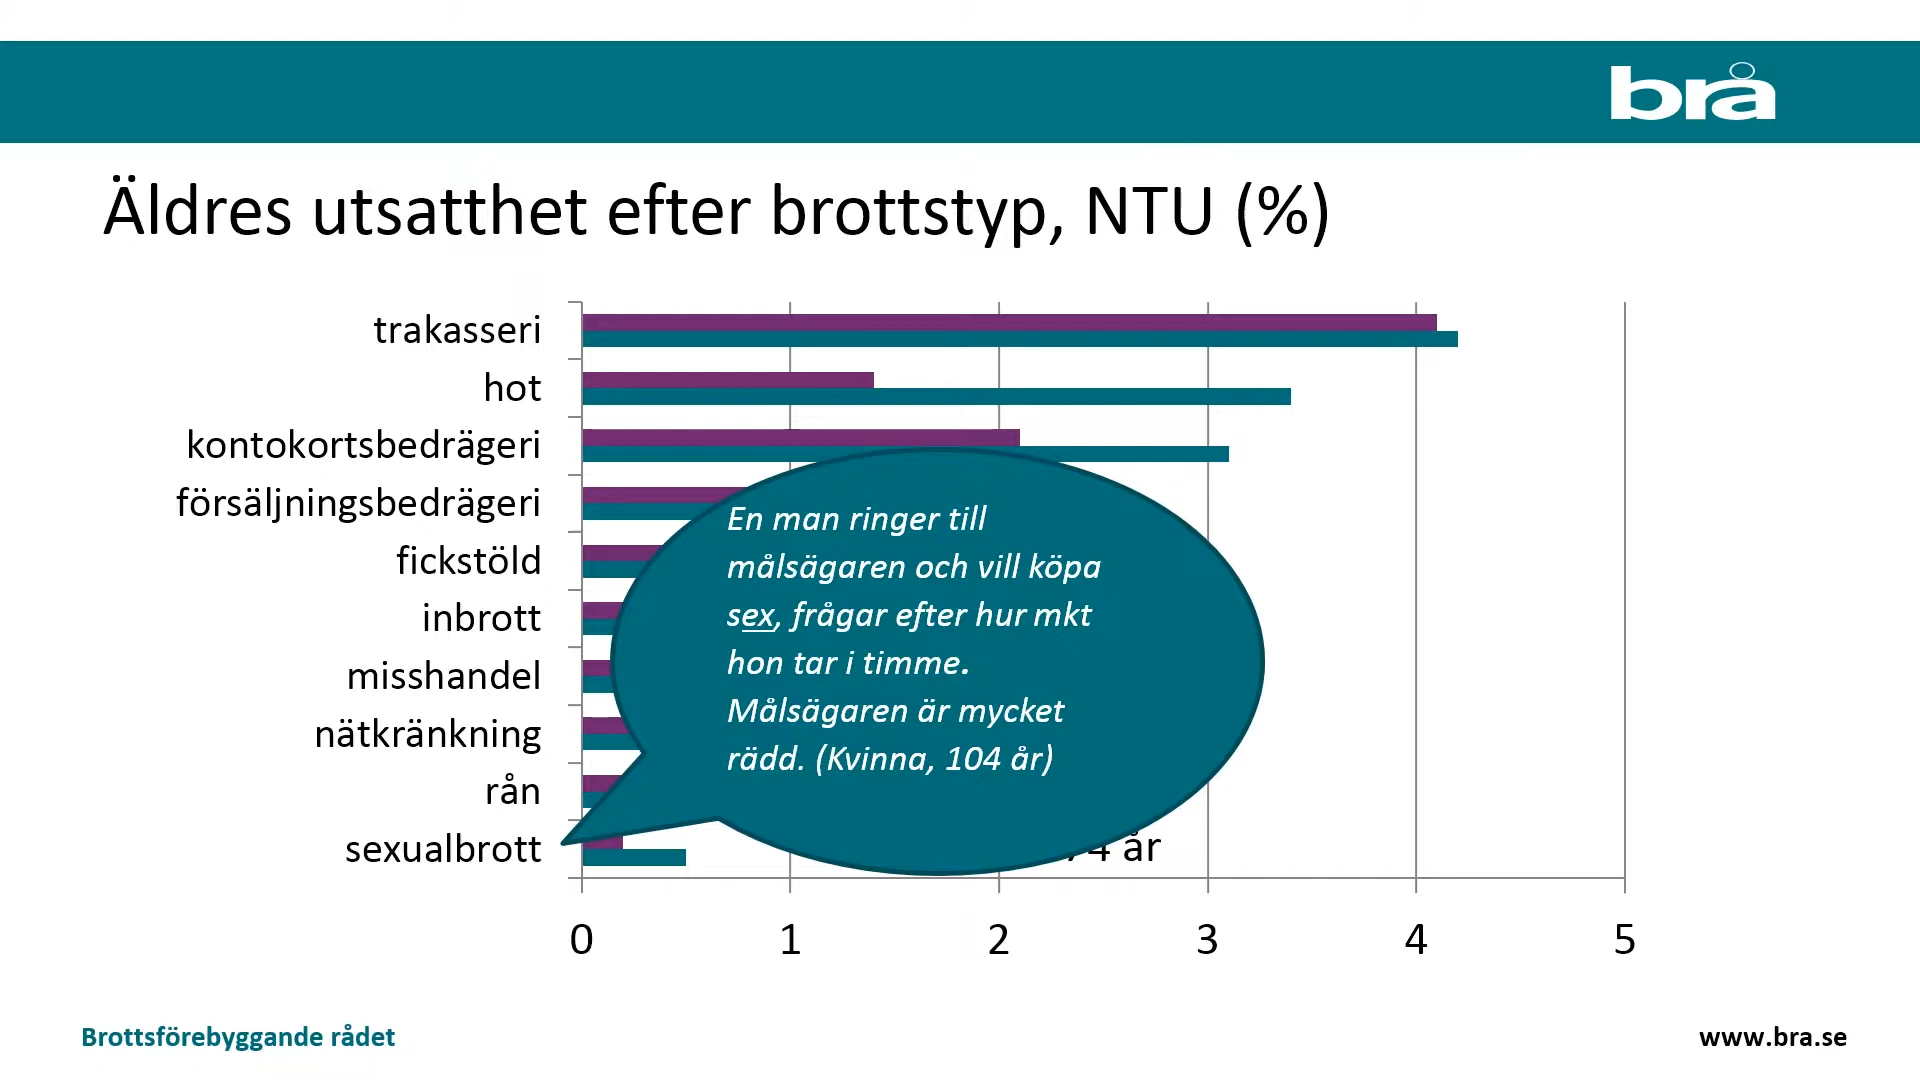 brå
Äldres utsatthet efter brottstyp, NTU (%)
trakasseri
hot
kontokortsbedrägeri
försäljningsbedrägeri
fickstöld
inbrott
misshandel
nätkränkning
rån
sexualbrott
En man ringer till
målsägaren och vill köpa
sex, frågar efter hur mkt
hon tar i timme.
Målsägaren är mycket
rädd. (Kvinna, 104 år)
år
0 1 2 3 4 5
Brottsförebyggande rådet
www.bra.se